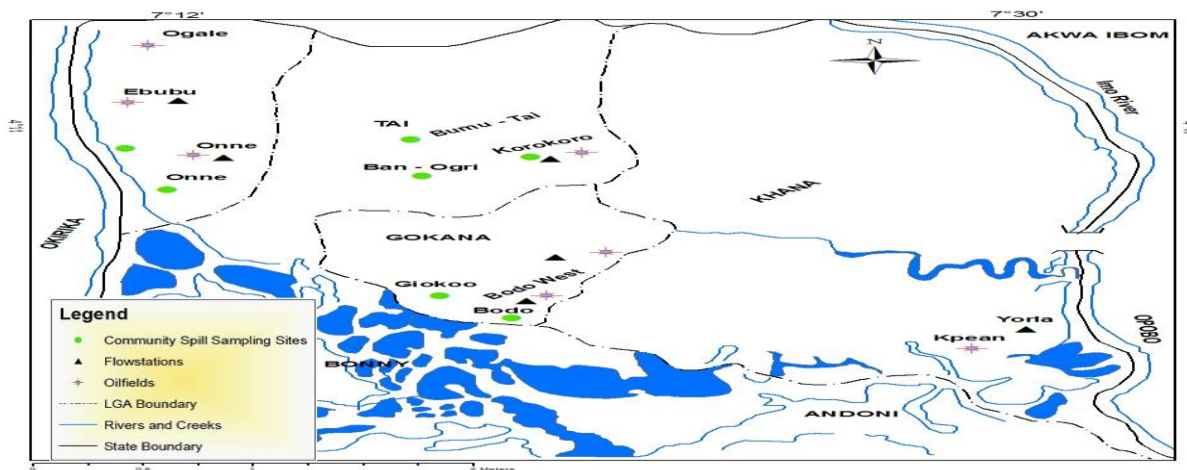 7°12'
7°30'
Ogale
AKWA IBOM
N
Imo River
Ebubu
4°11
TAI
Bumu - Tai
Onne
Korokoro
Ban - Ogri
Onne
KHANA
OKIRIKA
GOKANA
Giokoo
Bodo West
Bodo
Yorla
Kpean
OPOBO
BONNY
ANDONI
Legend
Community Spill Sampling Sites
Flowstations
Oilfields
LGA Boundary
Rivers and Creeks
State Boundary